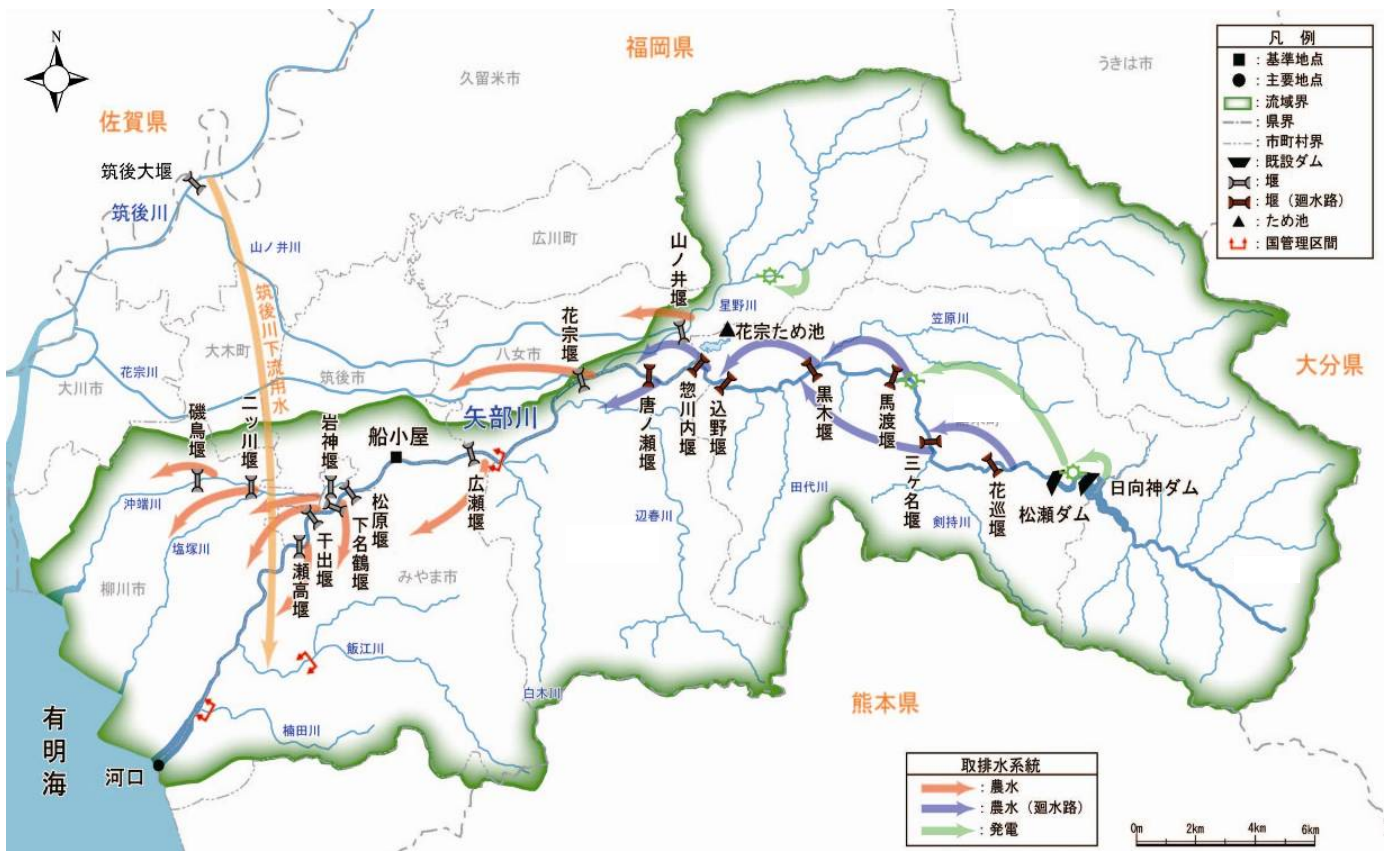 N
福岡県
久留米市
うきは市
佐賀県
筑後大堰
筑後川
山ノ井川
広川町
山ノ井堰
星野川
花宗ため池
笠原川
大分県
筑後川下流用水
大木町
大川市
花宗川
筑後市
八女市
花宗堰
矢部川
唐ノ瀬堰
惣川内堰
込野堰
黒木堰
馬渡堰
三ヶ名堰
花巡堰
松瀬ダム
日向神ダム
剣持川
田代川
辺春川
磯鳥堰
二ッ川堰
岩神堰
船小屋
広瀬堰
松原堰
下名鶴堰
干出堰
瀬高堰
沖端川
塩塚川
柳川市
みやま市
飯江川
白木川
楠田川
熊本県
有明海
河口
凡 例
:基準地点
:主要地点
:流域界
:県界
:市町村界
:既設ダム
:堰
:堰（廻水路）
:ため池
:国管理区間
取排水系統
:農水
:農水（廻水路）
:発電
0m 2km 4km 6km